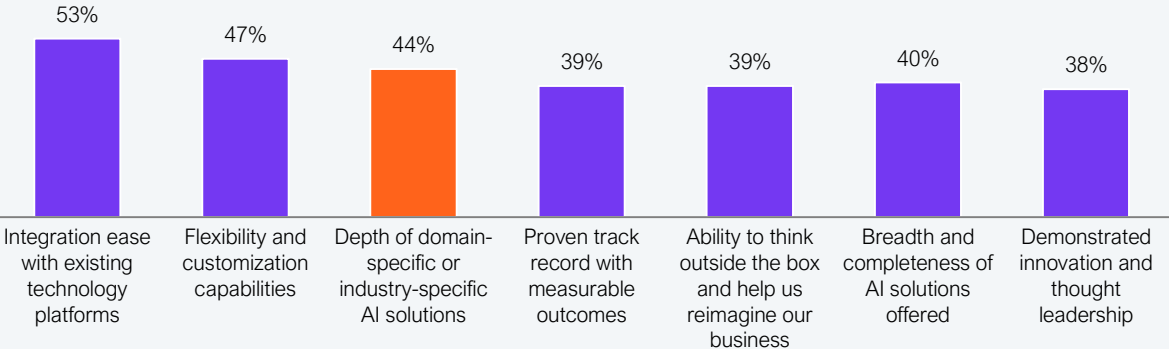 53%
47%
44%
39%
39%
40%
38%
Integration ease
with existing
technology
platforms
Flexibility and
customization
capabilities
Depth of domain-
specific or
industry-specific
AI solutions
Proven track
record with
measurable
outcomes
Ability to think
outside the box
and help us
reimagine our
business
Breadth and
completeness of
AI solutions
offered
Demonstrated
innovation and
thought
leadership